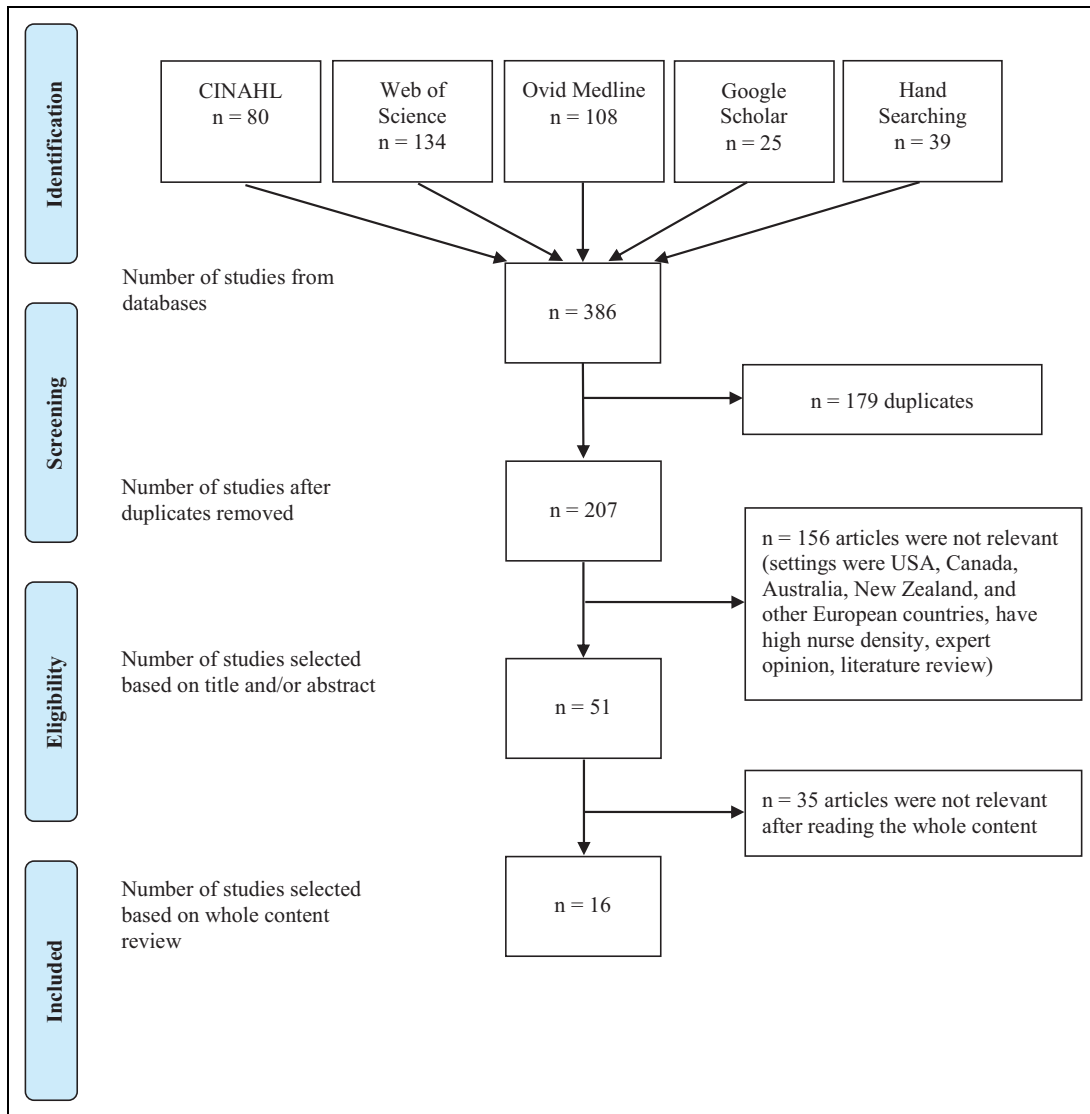 Identification
CINAHL
n = 80
Web of
Science
n = 134
Ovid Medline
n = 108
Google
Scholar
n = 25
Hand
Searching
n = 39
Number of studies from
databases
n = 386
Screening
n = 179 duplicates
Number of studies after
duplicates removed
n = 207
n = 156 articles were not relevant
(settings were USA, Canada,
Australia, New Zealand, and
other European countries, have
high nurse density, expert
opinion, literature review)
Eligibility
Number of studies selected
based on title and/or abstract
n = 51
n = 35 articles were not relevant
after reading the whole content
Included
Number of studies selected
based on whole content
review
n = 16